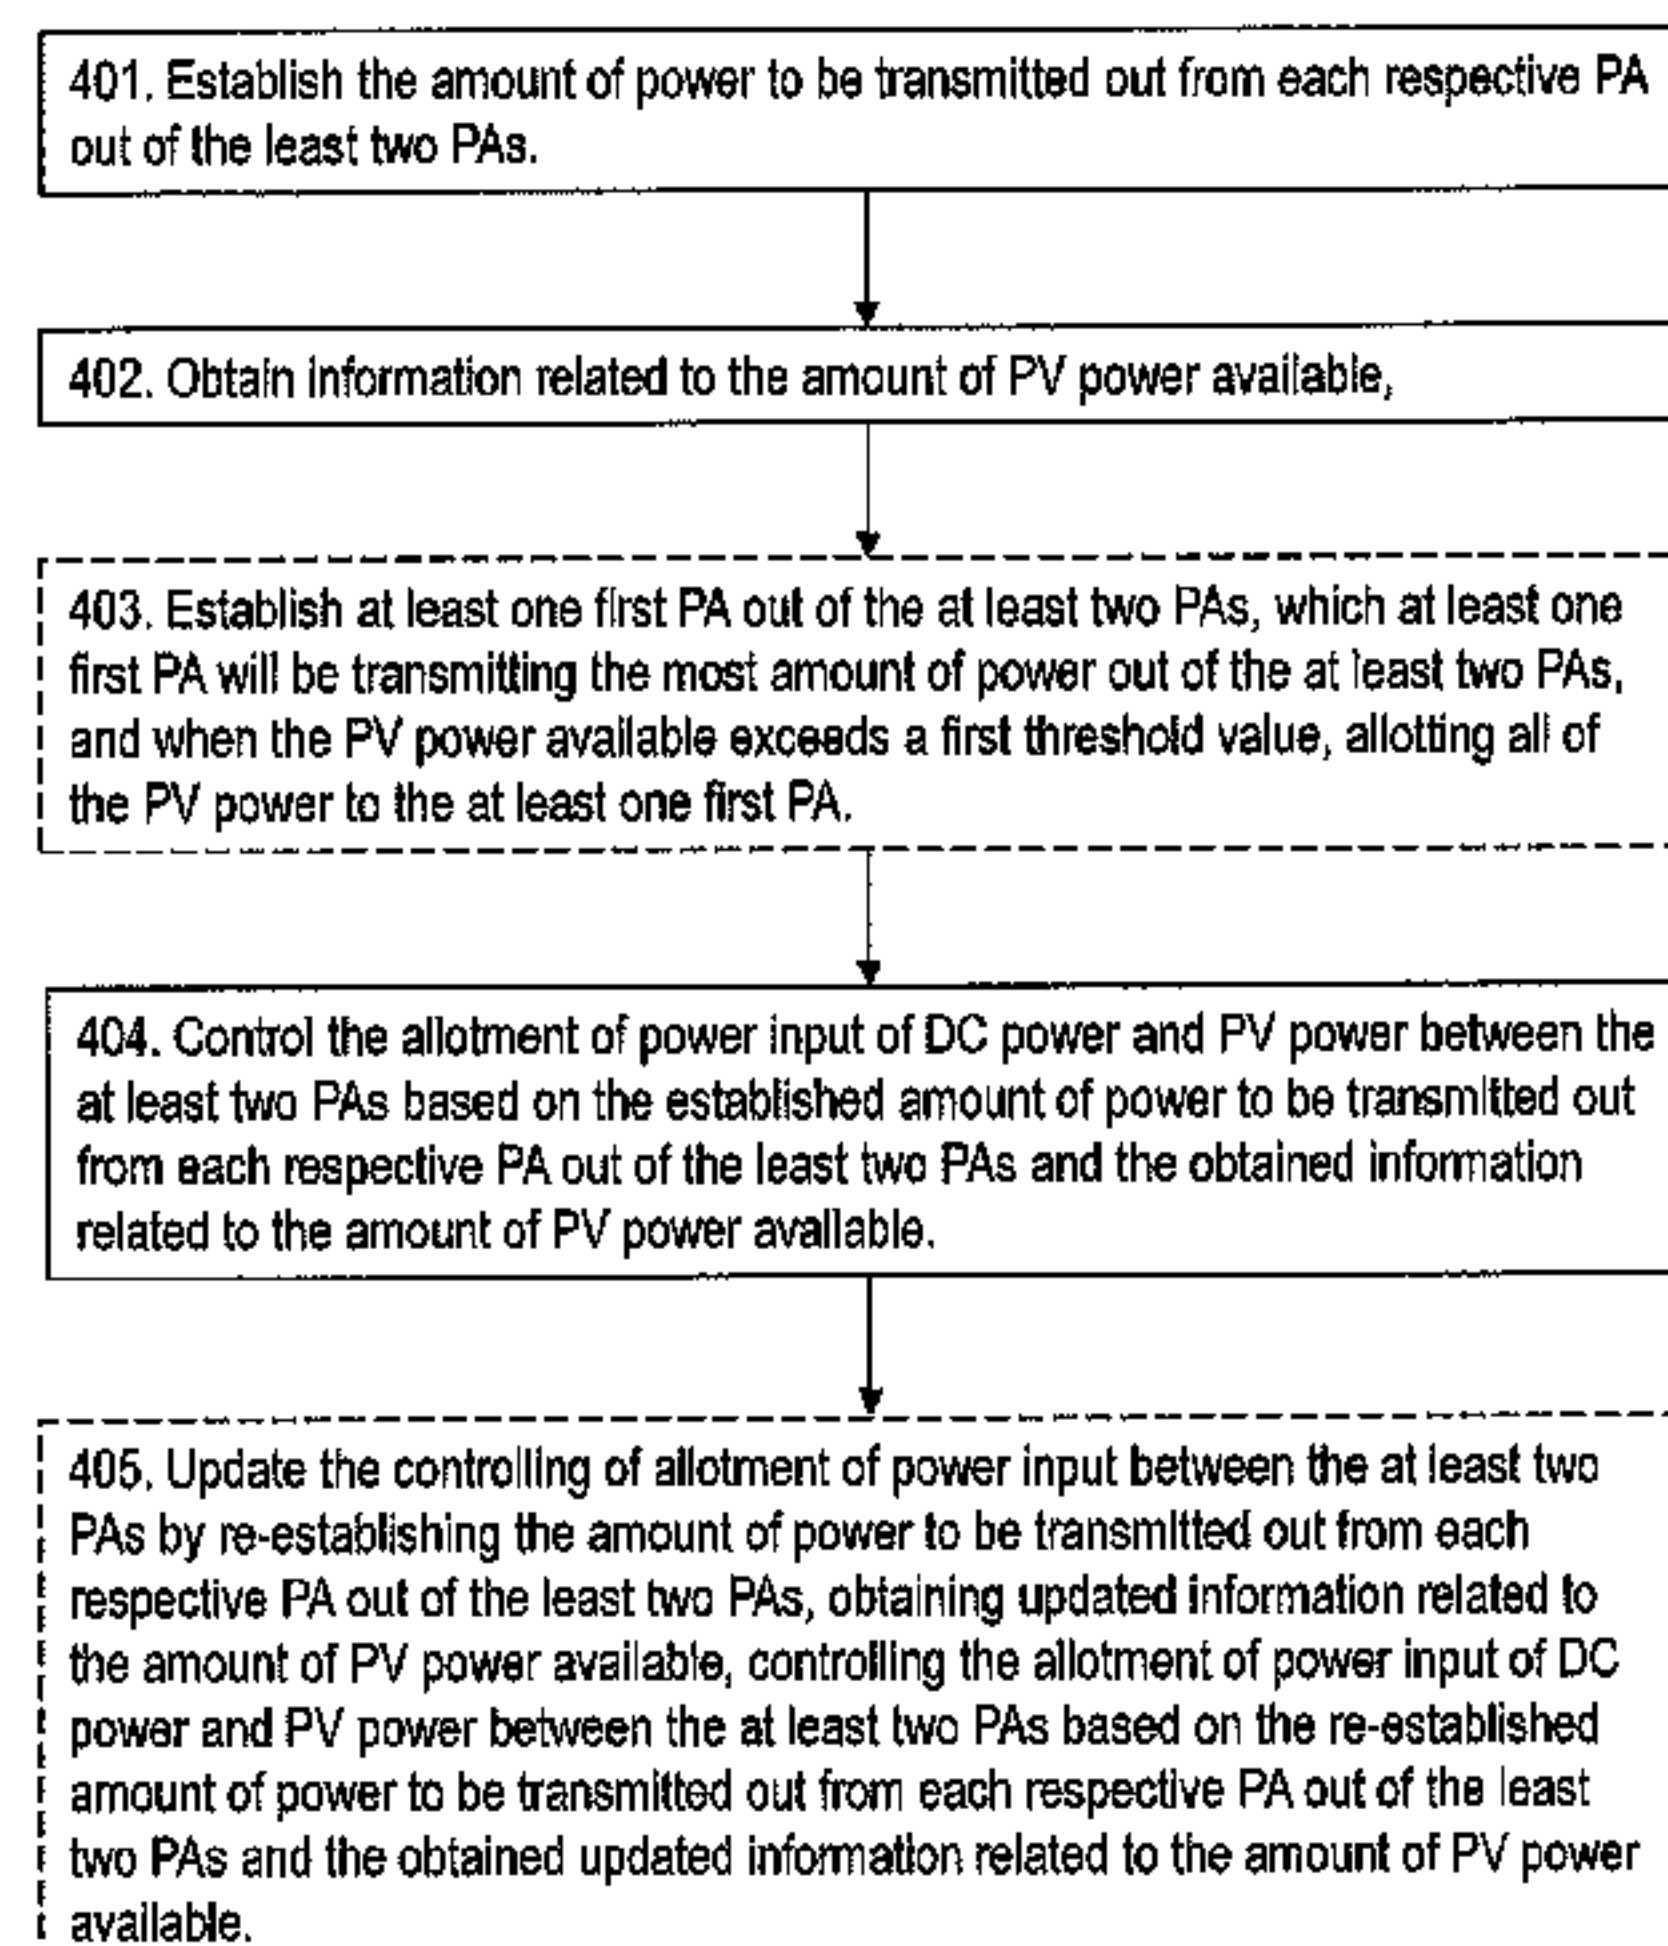 401. Establish the amount of power to be transmitted out from each respective PA
out of the least two PAs.
402. Obtain information related to the amount of PV power available,
403. Establish at least one first PA out of the at least two PAs, which at least one
first PA will be transmitting the most amount of power out of the at least two PAs,
and when the PV power available exceeds a first threshold value, allotting all of
the PV power to the at least one first PA.
404. Control the allotment of power input of DC power and PV power between the
at least two PAs based on the established amount of power to be transmitted out
from each respective PA out of the least two PAs and the obtained information
related to the amount of PV power available.
405. Update the controlling of allotment of power input between the at least two
PAs by re-establishing the amount of power to be transmitted out from each
respective PA out of the least two PAs, obtaining updated information related to
the amount of PV power available, controlling the allotment of power input of DC
power and PV power between the at least two PAs based on the re-established
amount of power to be transmitted out from each respective PA out of the least
two PAs and the obtained updated information related to the amount of PV power
available.